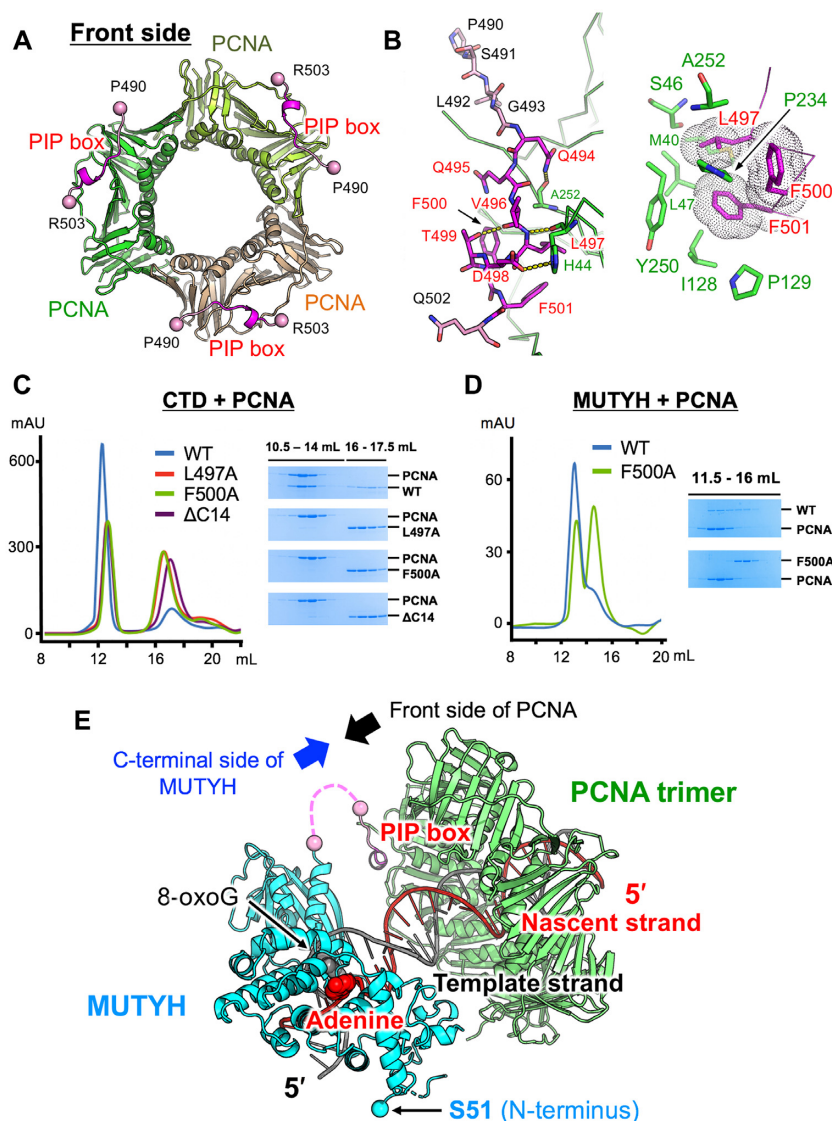 A
Front side
PCNA
P490
R503
PIP box
PIP box
P490
R503
PCNA
PCNA
P490
R503
PIP box
B
P490
S491
L492
G493
Q494
Q495
A252
V496
F500
T499
L497
D498
H44
Q502
F501
A252
S46
P234
L497
M40
F500
L47
F501
Y250
I128
P129
C
CTD + PCNA
mAU
WT
L497A
F500A
ΔC14
600
300
0
8
12
16
20
mL
10.5 – 14 mL
16 - 17.5 mL
PCNA
WT
PCNA
L497A
PCNA
F500A
PCNA
ΔC14
D
MUTYH + PCNA
mAU
WT
F500A
60
30
0
8
12
16
20
mL
11.5 - 16 mL
WT
PCNA
F500A
PCNA
E
Front side of PCNA
C-terminal side of
MUTYH
PCNA trimer
PIP box
8-oxoG
5′
Nascent strand
Template strand
MUTYH
Adenine
5′
S51 (N-terminus)